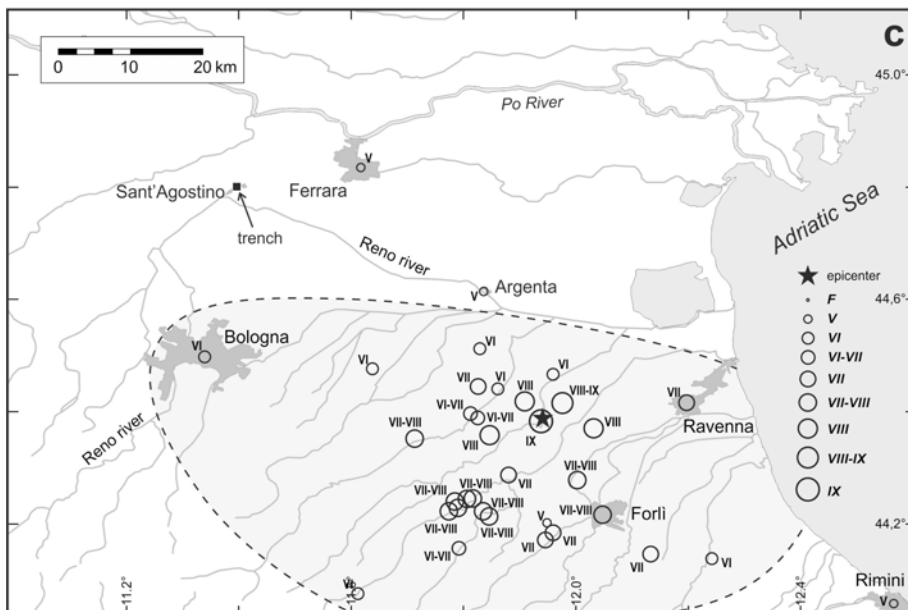 C
0 10 20 km
45.0°
Po River
V
Ferrara
Sant'Agostino
trench
Adriatic Sea
Reno river
Argenta
V
epicenter
F
V
VI
VI-VII
VII
VII-VIII
VIII
VIII-IX
IX
44,6°
Bologna
VI
VI
VI
VI
VII
VI
VIII
VIII-IX
VII
Ravenna
VI-VII
VI-VII
VII-VIII
VIII
IX
VIII
Reno river
VII
VII-VIII
VII-VIII
VII-VIII
VII-VIII
VII-VIII
VII-VIII
VII-VIII
Forlì
V
44.2°
VII
VII
VI-VII
VII
VI
11.2°
12.0°
12.4°
Rimini
V